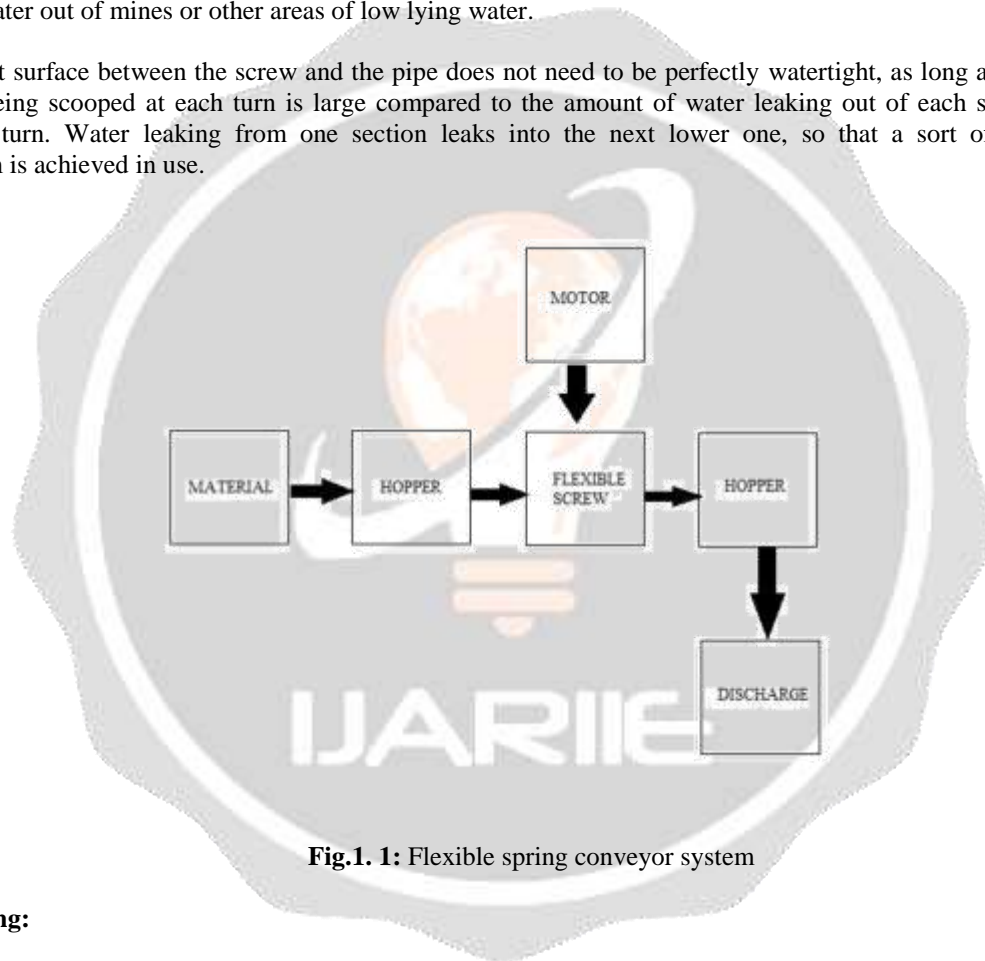 ater out of mines or other areas of low lying water.
t surface between the screw and the pipe does not need to be perfectly watertight, as long a
eing scooped at each turn is large compared to the amount of water leaking out of each s
turn. Water leaking from one section leaks into the next lower one, so that a sort o
is achieved in use.
MOTOR
MATERIAL
HOPPER
FLEXIBLE
SCREW
HOPPER
DISCHARGE
IJARIIE
Fig.1. 1: Flexible spring conveyor system
ng: